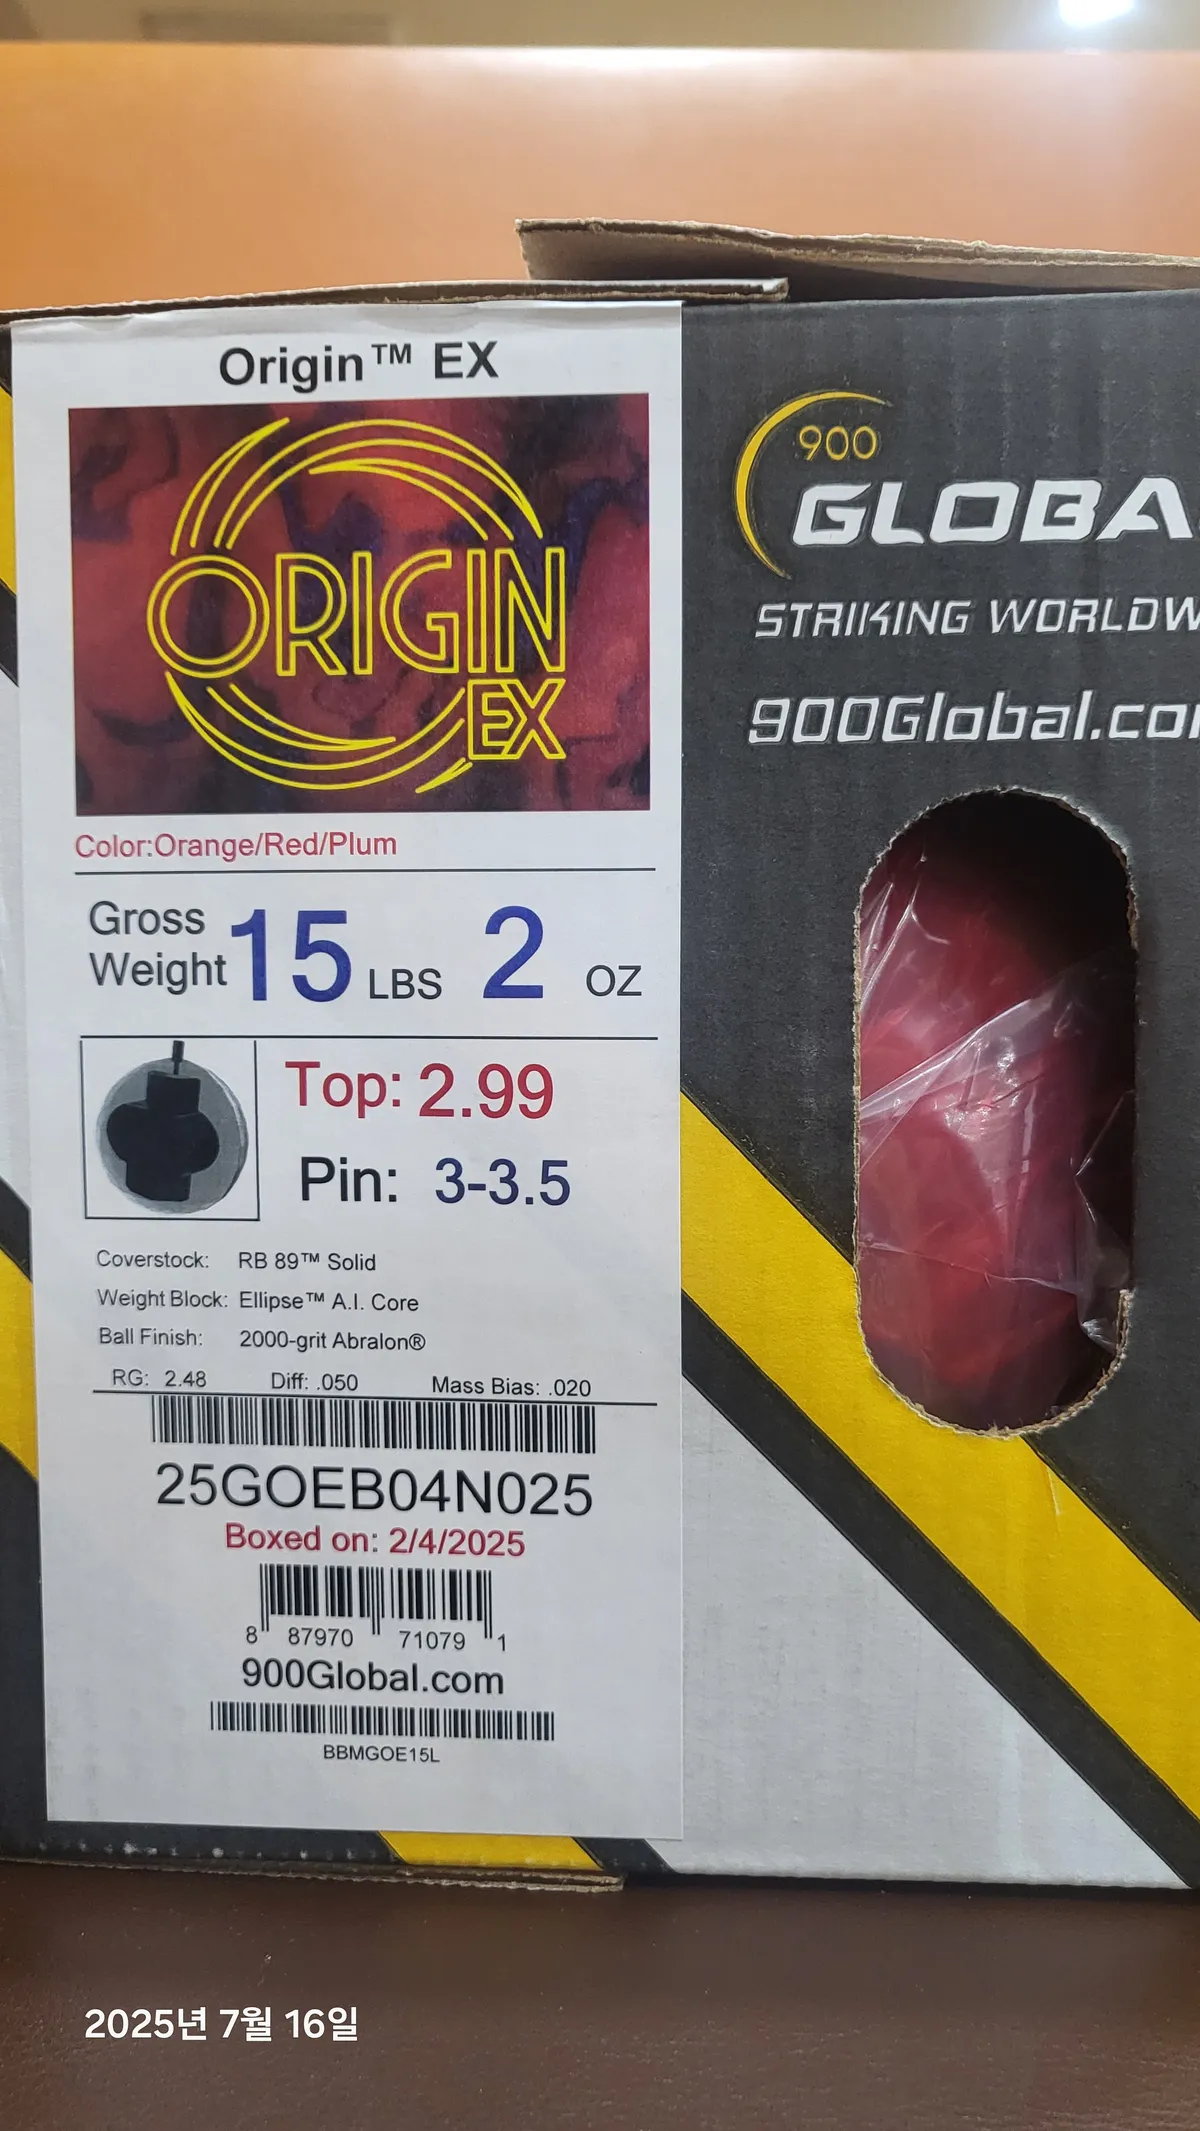 Origin™ EX
ORIGIN
EX
Color:Orange/Red/Plum
Gross
Weight 15 LBS 2 OZ
Top: 2.99
Pin: 3-3.5
Coverstock: RB 89™ Solid
Weight Block: Ellipse™ A.I. Core
Ball Finish: 2000-grit Abralon®
RG: 2.48 Diff: .050 Mass Bias: .020
25GOEB04N025
Boxed on: 2/4/2025
8 87970 71079 1
900Global.com
BBMGOE15L
900
GLOBA
STRIKING WORLDW
900Global.co
2025년 7월 16일